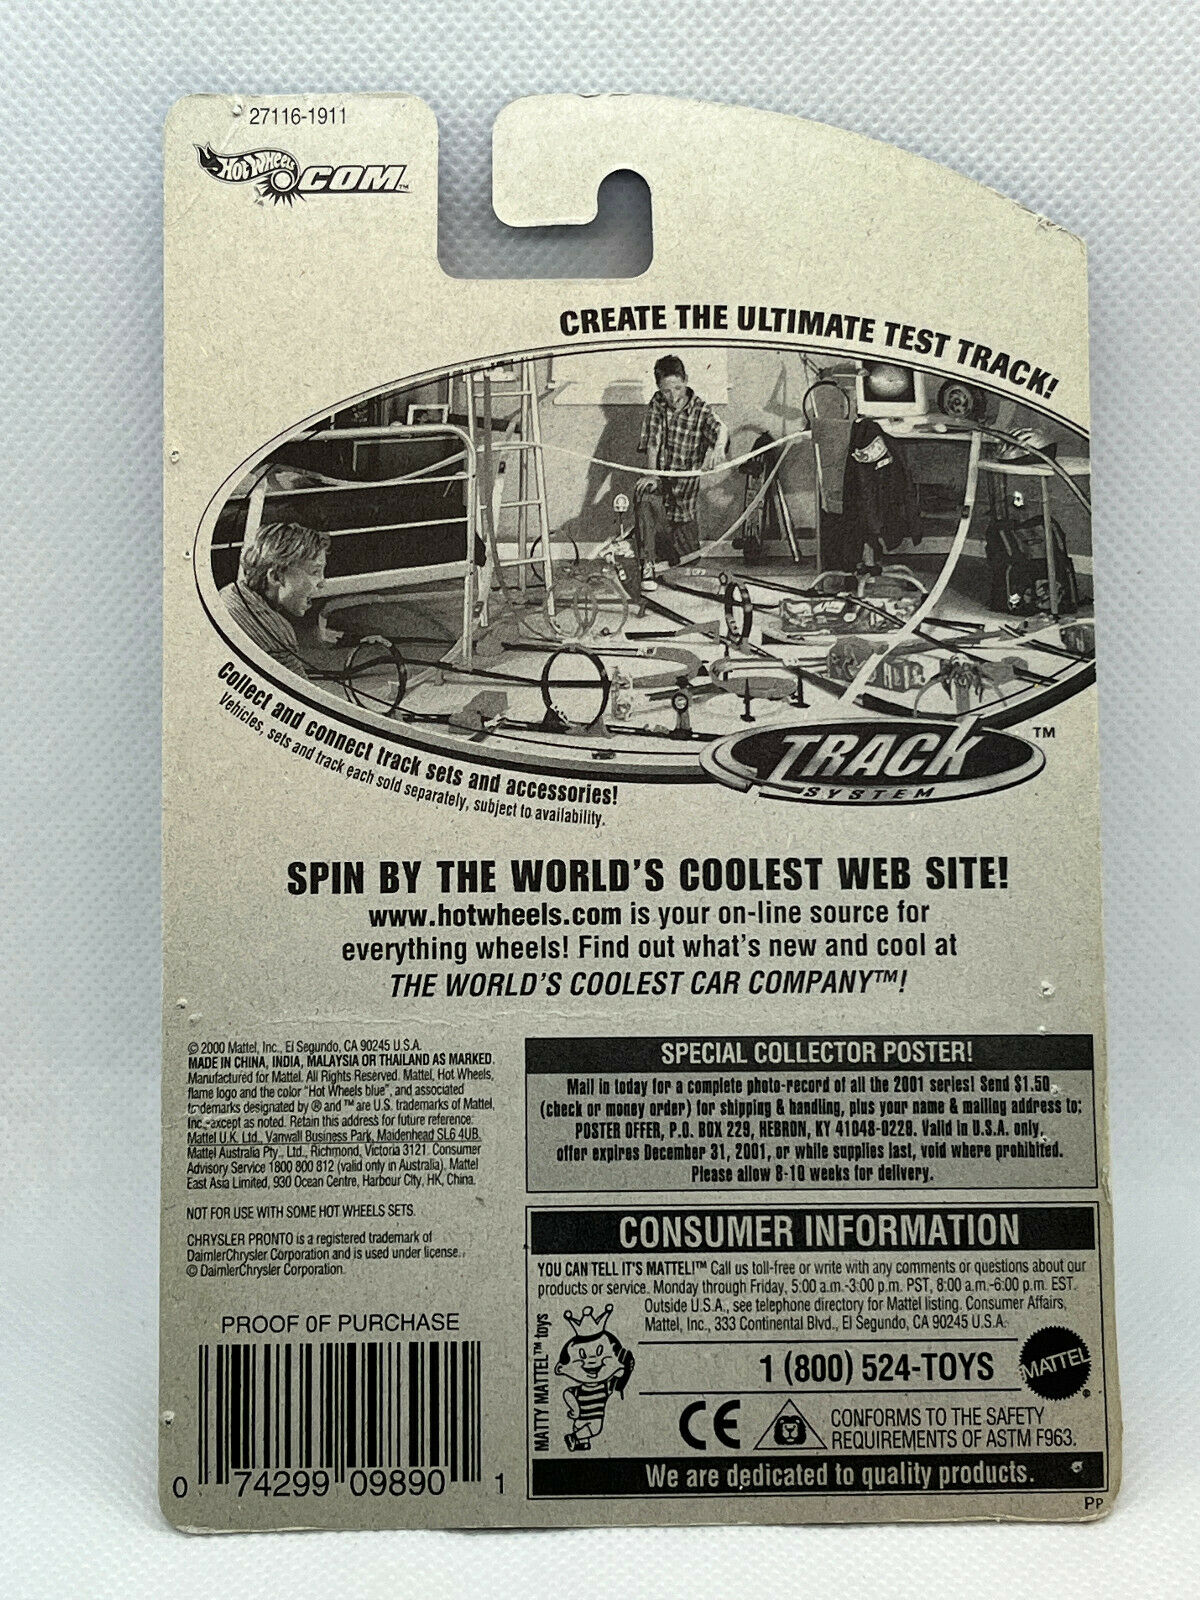 27116-1911
HOT WHEELS
.COM™
CREATE THE ULTIMATE TEST TRACK!
Collect and connect track sets and accessories!
Vehicles, sets and track each sold separately, subject to availability.
TRACK™
SYSTEM
SPIN BY THE WORLD'S COOLEST WEB SITE!
www.hotwheels.com is your on-line source for
everything wheels! Find out what's new and cool at
THE WORLD'S COOLEST CAR COMPANY™!
© 2000 Mattel, Inc., El Segundo, CA 90245 U.S.A.
MADE IN CHINA, INDIA, MALAYSIA OR THAILAND AS MARKED.
Manufactured for Mattel. All Rights Reserved. Mattel, Hot Wheels,
flame logo and the color "Hot Wheels blue", and associated
trademarks designated by ® and ™ are U.S. trademarks of Mattel,
Inc., except as noted. Retain this address for future reference:
Mattel U.K. Ltd., Vanwall Business Park, Maidenhead SL6 4UB.
Mattel Australia Pty., Ltd., Richmond, Victoria 3121. Consumer
Advisory Service 1800 800 812 (valid only in Australia). Mattel
East Asia Limited, 930 Ocean Centre, Harbour City, HK, China.
NOT FOR USE WITH SOME HOT WHEELS SETS.
CHRYSLER PRONTO is a registered trademark of
DaimlerChrysler Corporation and is used under license.
© DaimlerChrysler Corporation.
PROOF OF PURCHASE
0 74299 09890 1
SPECIAL COLLECTOR POSTER!
Mail in today for a complete photo-record of all the 2001 series! Send $1.50
(check or money order) for shipping & handling, plus your name & mailing address to:
POSTER OFFER, P.O. BOX 229, HEBRON, KY 41048-0229. Valid in U.S.A. only,
offer expires December 31, 2001, or while supplies last, void where prohibited.
Please allow 8-10 weeks for delivery.
CONSUMER INFORMATION
YOU CAN TELL IT'S MATTEL!™ Call us toll-free or write with any comments or questions about our
products or service. Monday through Friday, 5:00 a.m.-3:00 p.m. PST, 8:00 a.m.-6:00 p.m. EST.
Outside U.S.A., see telephone directory for Mattel listing. Consumer Affairs,
Mattel, Inc., 333 Continental Blvd., El Segundo, CA 90245 U.S.A.
MATTY MATTEL™ toys
1 (800) 524-TOYS
MATTEL®
CE
CONFORMS TO THE SAFETY
REQUIREMENTS OF ASTM F963.
We are dedicated to quality products.
PP